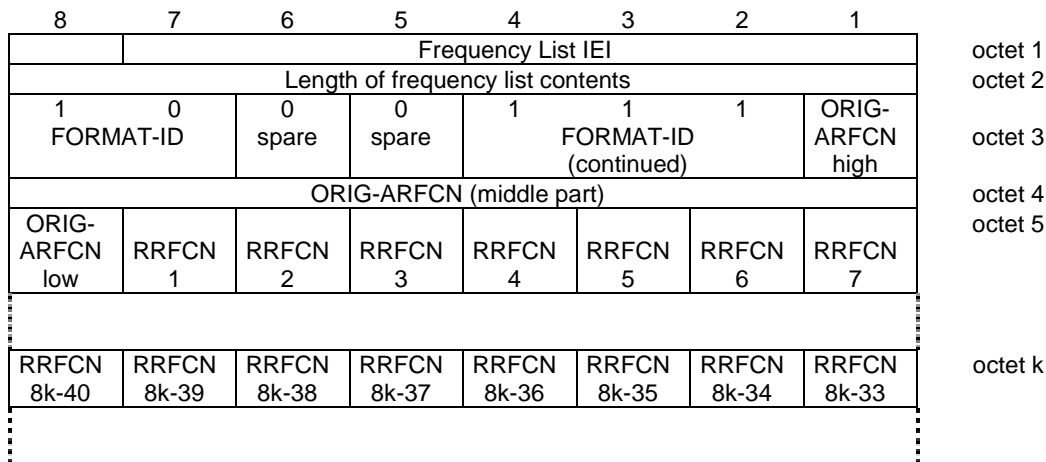 8 7 6 5 4 3 2 1
Frequency List IEI octet 1
Length of frequency list contents octet 2
1 0 0 0 1 1 1 ORIG-
FORMAT-ID spare spare FORMAT-ID ARFCN octet 3
(continued) high
ORIG-ARFCN (middle part) octet 4
ORIG- octet 5
ARFCN RRFCN RRFCN RRFCN RRFCN RRFCN RRFCN RRFCN
low 1 2 3 4 5 6 7
RRFCN RRFCN RRFCN RRFCN RRFCN RRFCN RRFCN RRFCN octet k
8k-40 8k-39 8k-38 8k-37 8k-36 8k-35 8k-34 8k-33